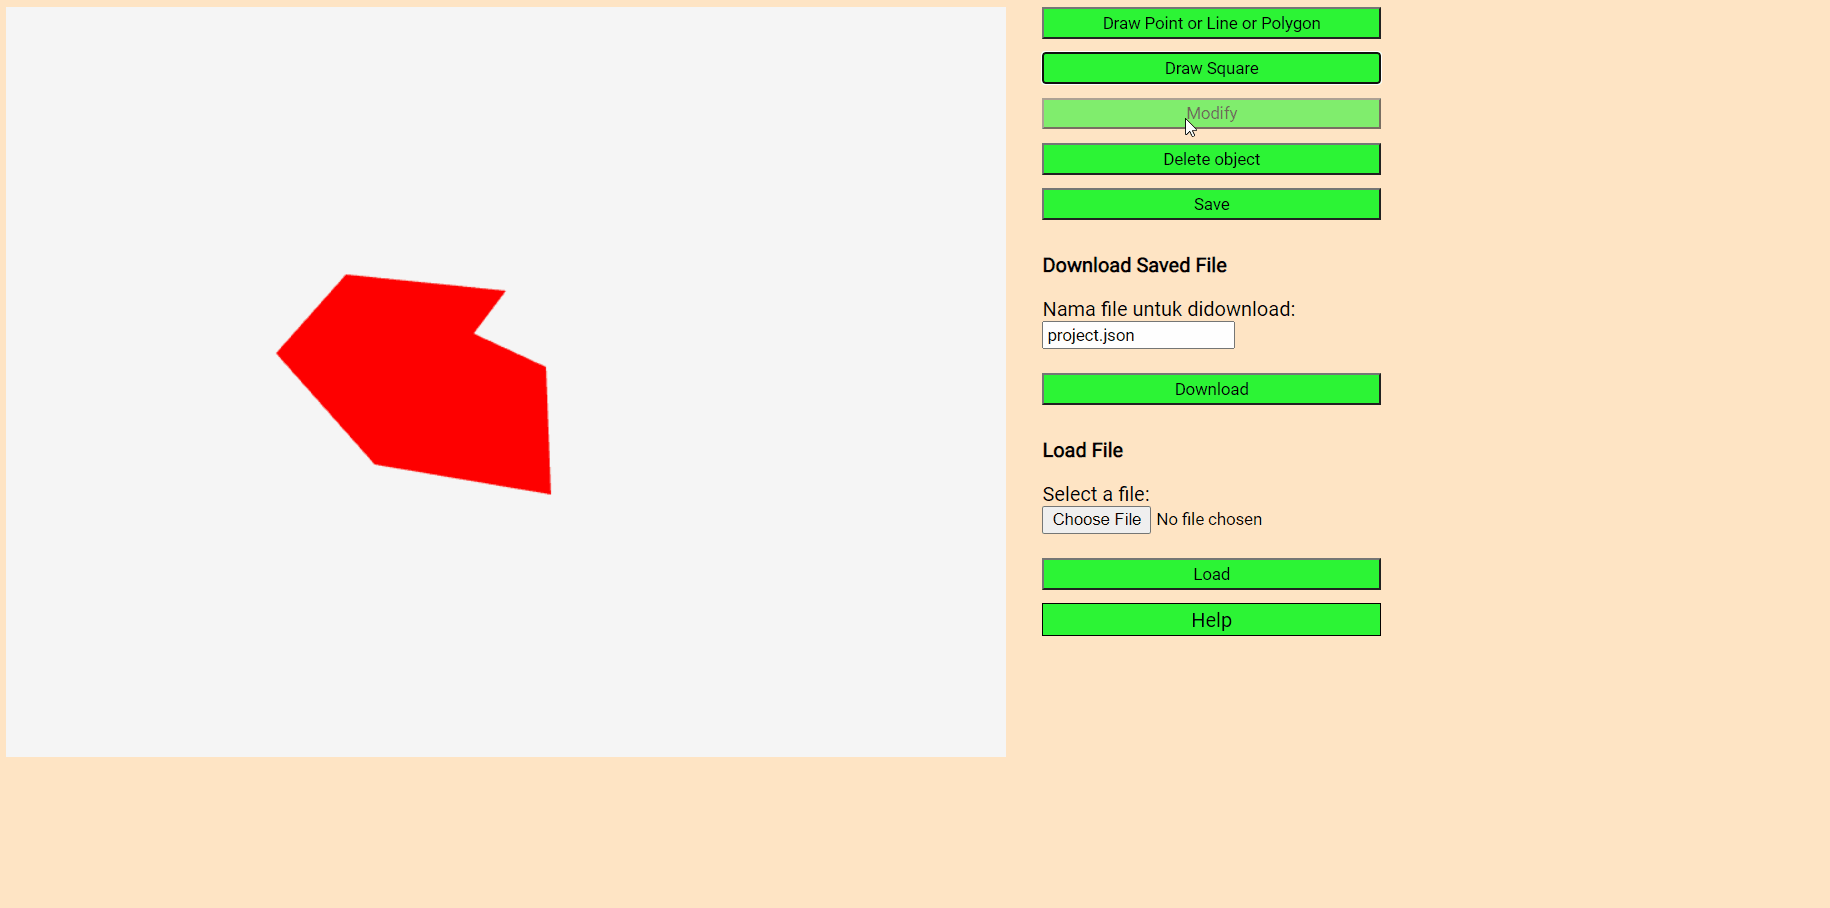 Draw Point or Line or Polygon
Draw Square
Modify
Delete object
Save
Download Saved File
Nama file untuk didownload:
project.json
Download
Load File
Select a file:
Choose File No file chosen
Load
Help